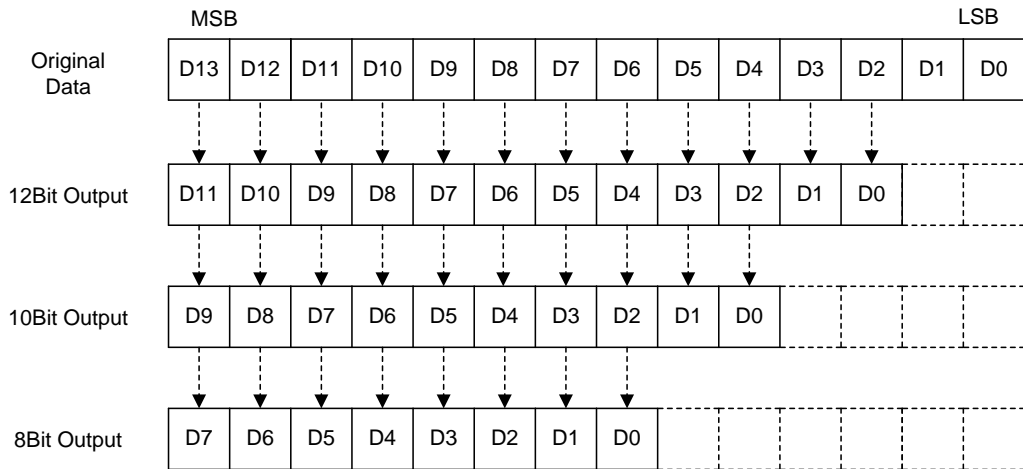 MSB LSB
Original Data D13 D12 D11 D10 D9 D8 D7 D6 D5 D4 D3 D2 D1 D0
12Bit Output D11 D10 D9 D8 D7 D6 D5 D4 D3 D2 D1 D0
10Bit Output D9 D8 D7 D6 D5 D4 D3 D2 D1 D0
8Bit Output D7 D6 D5 D4 D3 D2 D1 D0